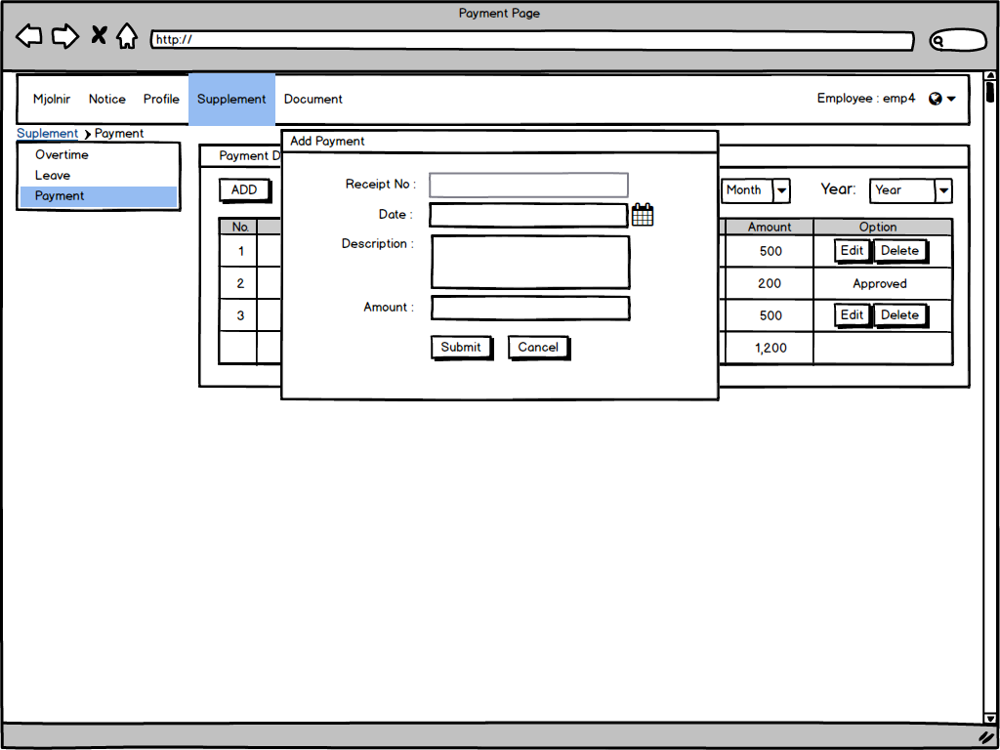 Payment Page
http://
Mjolnir Notice Profile Supplement Document Employee : emp4
Suplement Payment
Overtime
Leave
Payment
Payment D
ADD
Month
Year:
Year
Add Payment
Receipt No :
Date :
Description :
Amount :
Submit Cancel
No. Amount Option
1 500 Edit Delete
2 200 Approved
3 500 Edit Delete
1,200